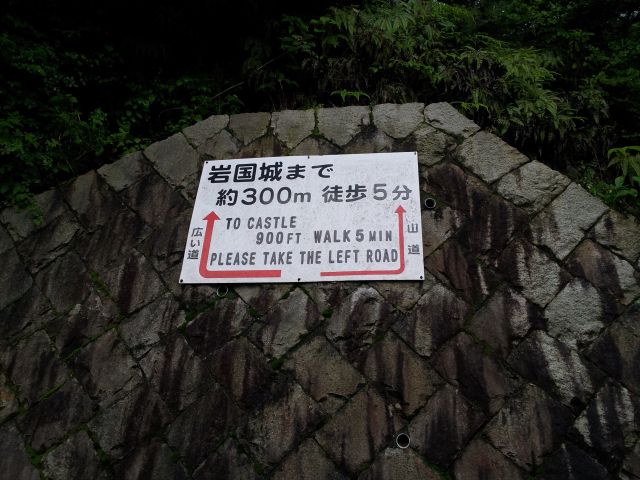 岩国城まで
約300m 徒歩5分
TO CASTLE
900FT WALK 5 MIN
PLEASE TAKE THE LEFT ROAD
広い道
山道